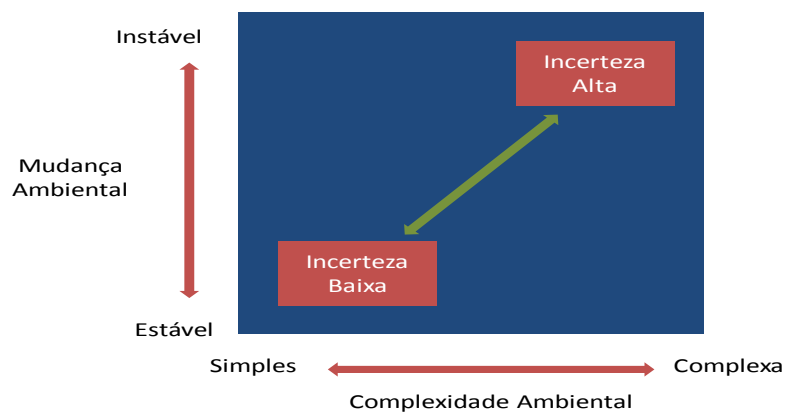 Instável
Incerteza
Alta
Mudança
Ambiental
Incerteza
Baixa
Estável
Simples
Complexa
Complexidade Ambiental